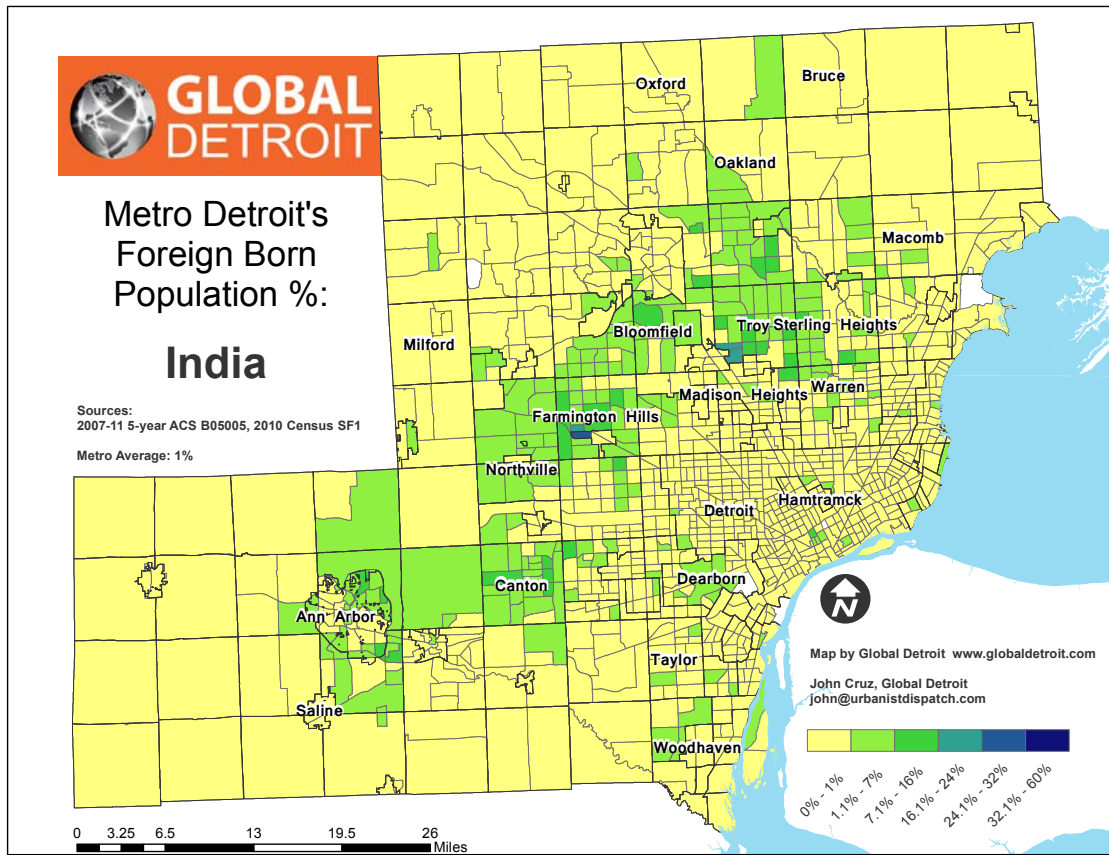 GLOBAL
DETROIT
Metro Detroit's
Foreign Born
Population %:
India
Sources:
2007-11 5-year ACS B05005, 2010 Census SF1
Metro Average: 1%
Oxford
Bruce
Oakland
Macomb
Bloomfield
Troy
Sterling Heights
Milford
Madison Heights
Warren
Farmington Hills
Northville
Hamtramck
Detroit
Canton
Dearborn
Ann Arbor
Taylor
Saline
Woodhaven
N
Map by Global Detroit www.globaldetroit.com
John Cruz, Global Detroit
john@urbanistdispatch.com
0% - 1%
1.1% - 7%
7.1% - 16%
16.1% - 24%
24.1% - 32%
32.1% - 60%
0 3.25 6.5 13 19.5 26
Miles